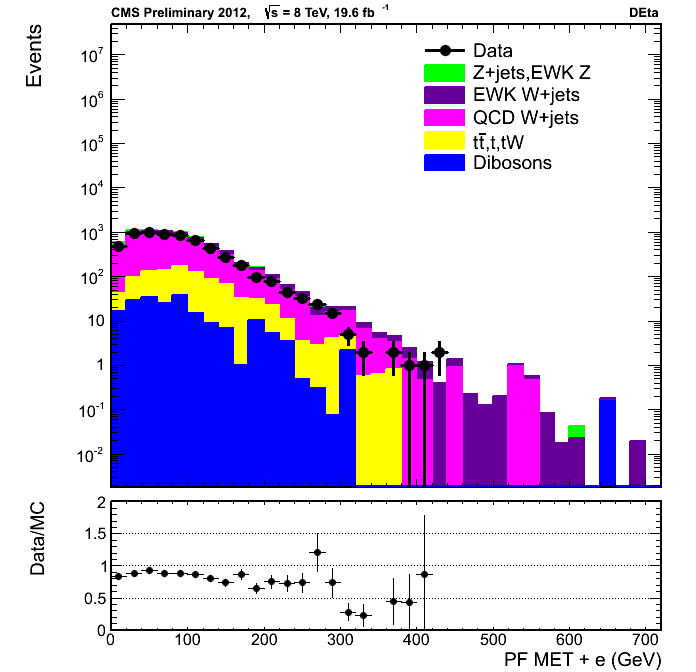 CMS Preliminary 2012, √s = 8 TeV, 19.6 fb⁻¹ DEta
Events
10⁷
10⁶
10⁵
10⁴
10³
10²
10
1
10⁻¹
10⁻²
Data
Z+jets,EWK Z
EWK W+jets
QCD W+jets
tt̄,t,tW
Dibosons
Data/MC
2
1.5
1
0.5
0
0 100 200 300 400 500 600 700
PF MET + e (GeV)